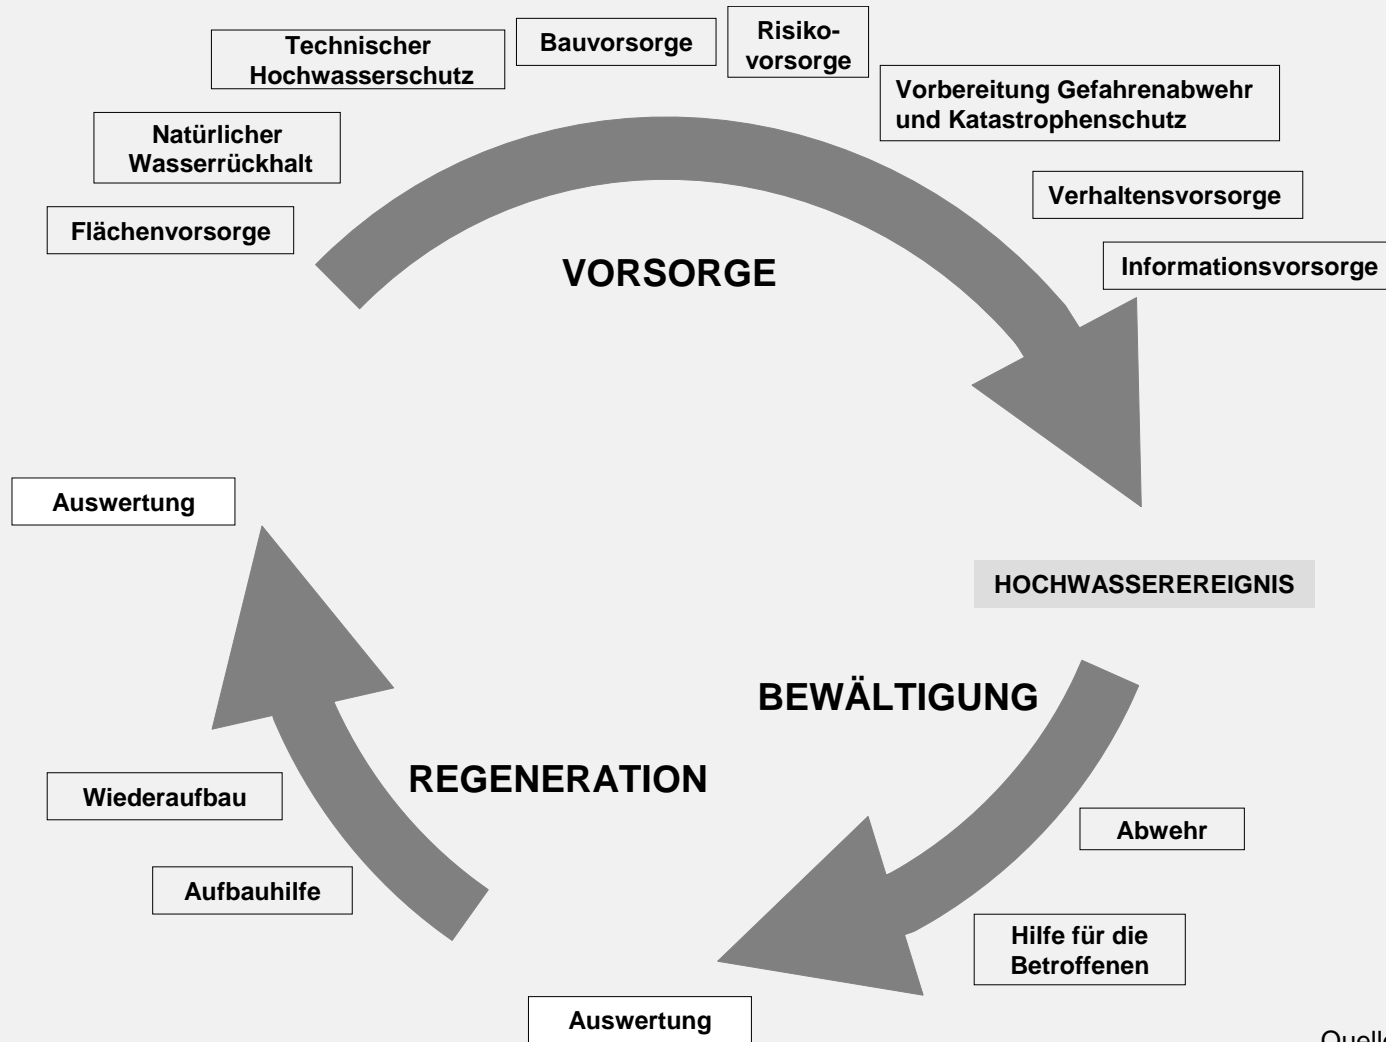 Technischer
Hochwasserschutz
Bauvorsorge
Risiko-
vorsorge
Vorbereitung Gefahrenabwehr
und Katastrophenschutz
Natürlicher
Wasserrückhalt
Verhaltensvorsorge
Flächenvorsorge
Informationsvorsorge
VORSORGE
Auswertung
HOCHWASSEREREIGNIS
BEWÄLTIGUNG
REGENERATION
Wiederaufbau
Abwehr
Aufbauhilfe
Hilfe für die
Betroffenen
Auswertung
Quelle